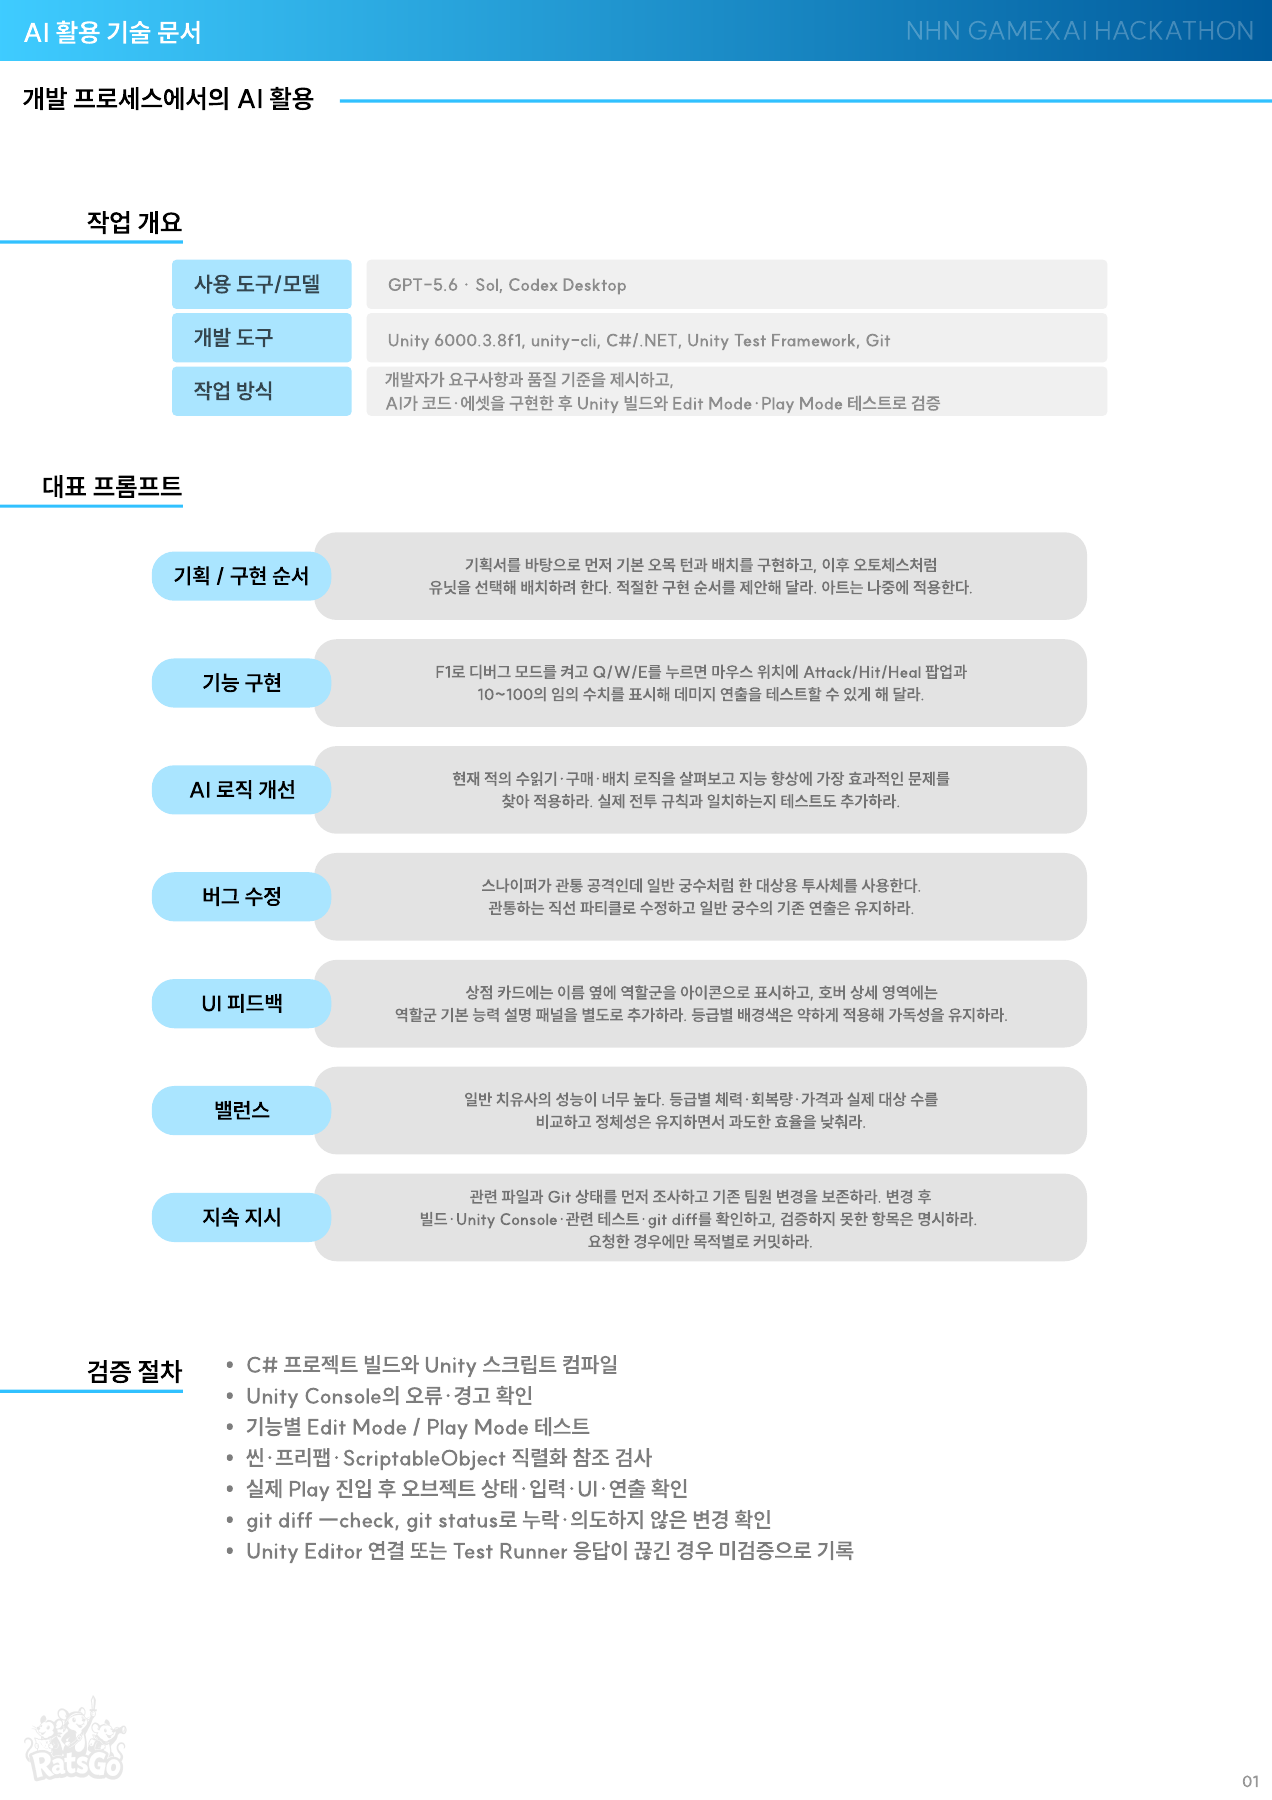 AI 활용 기술 문서
NHN GAMEXAI HACKATHON
개발 프로세스에서의 AI 활용
작업 개요
사용 도구/모델
GPT-5.6 · Sol, Codex Desktop
개발 도구
Unity 6000.3.8f1, unity-cli, C#/.NET, Unity Test Framework, Git
작업 방식
개발자가 요구사항과 품질 기준을 제시하고,
AI가 코드·에셋을 구현한 후 Unity 빌드와 Edit Mode·Play Mode 테스트로 검증
대표 프롬프트
기획 / 구현 순서
기획서를 바탕으로 먼저 기본 오목 턴과 배치를 구현하고, 이후 오토체스처럼
유닛을 선택해 배치하려 한다. 적절한 구현 순서를 제안해 달라. 아트는 나중에 적용한다.
기능 구현
F1로 디버그 모드를 켜고 Q/W/E를 누르면 마우스 위치에 Attack/Hit/Heal 팝업과
10~100의 임의 수치를 표시해 데미지 연출을 테스트할 수 있게 해 달라.
AI 로직 개선
현재 적의 수읽기·구매·배치 로직을 살펴보고 지능 향상에 가장 효과적인 문제를
찾아 적용하라. 실제 전투 규칙과 일치하는지 테스트도 추가하라.
버그 수정
스나이퍼가 관통 공격인데 일반 궁수처럼 한 대상용 투사체를 사용한다.
관통하는 직선 파티클로 수정하고 일반 궁수의 기존 연출은 유지하라.
UI 피드백
상점 카드에는 이름 옆에 역할군을 아이콘으로 표시하고, 호버 상세 영역에는
역할군 기본 능력 설명 패널을 별도로 추가하라. 등급별 배경색은 약하게 적용해 가독성을 유지하라.
밸런스
일반 치유사의 성능이 너무 높다. 등급별 체력·회복량·가격과 실제 대상 수를
비교하고 정체성은 유지하면서 과도한 효율을 낮춰라.
지속 지시
관련 파일과 Git 상태를 먼저 조사하고 기존 팀원 변경을 보존하라. 변경 후
빌드·Unity Console·관련 테스트·git diff를 확인하고, 검증하지 못한 항목은 명시하라.
요청한 경우에만 목적별로 커밋하라.
검증 절차
• C# 프로젝트 빌드와 Unity 스크립트 컴파일
• Unity Console의 오류·경고 확인
• 기능별 Edit Mode / Play Mode 테스트
• 씬·프리팹·ScriptableObject 직렬화 참조 검사
• 실제 Play 진입 후 오브젝트 상태·입력·UI·연출 확인
• git diff —check, git status로 누락·의도하지 않은 변경 확인
• Unity Editor 연결 또는 Test Runner 응답이 끊긴 경우 미검증으로 기록
RatsGo
01